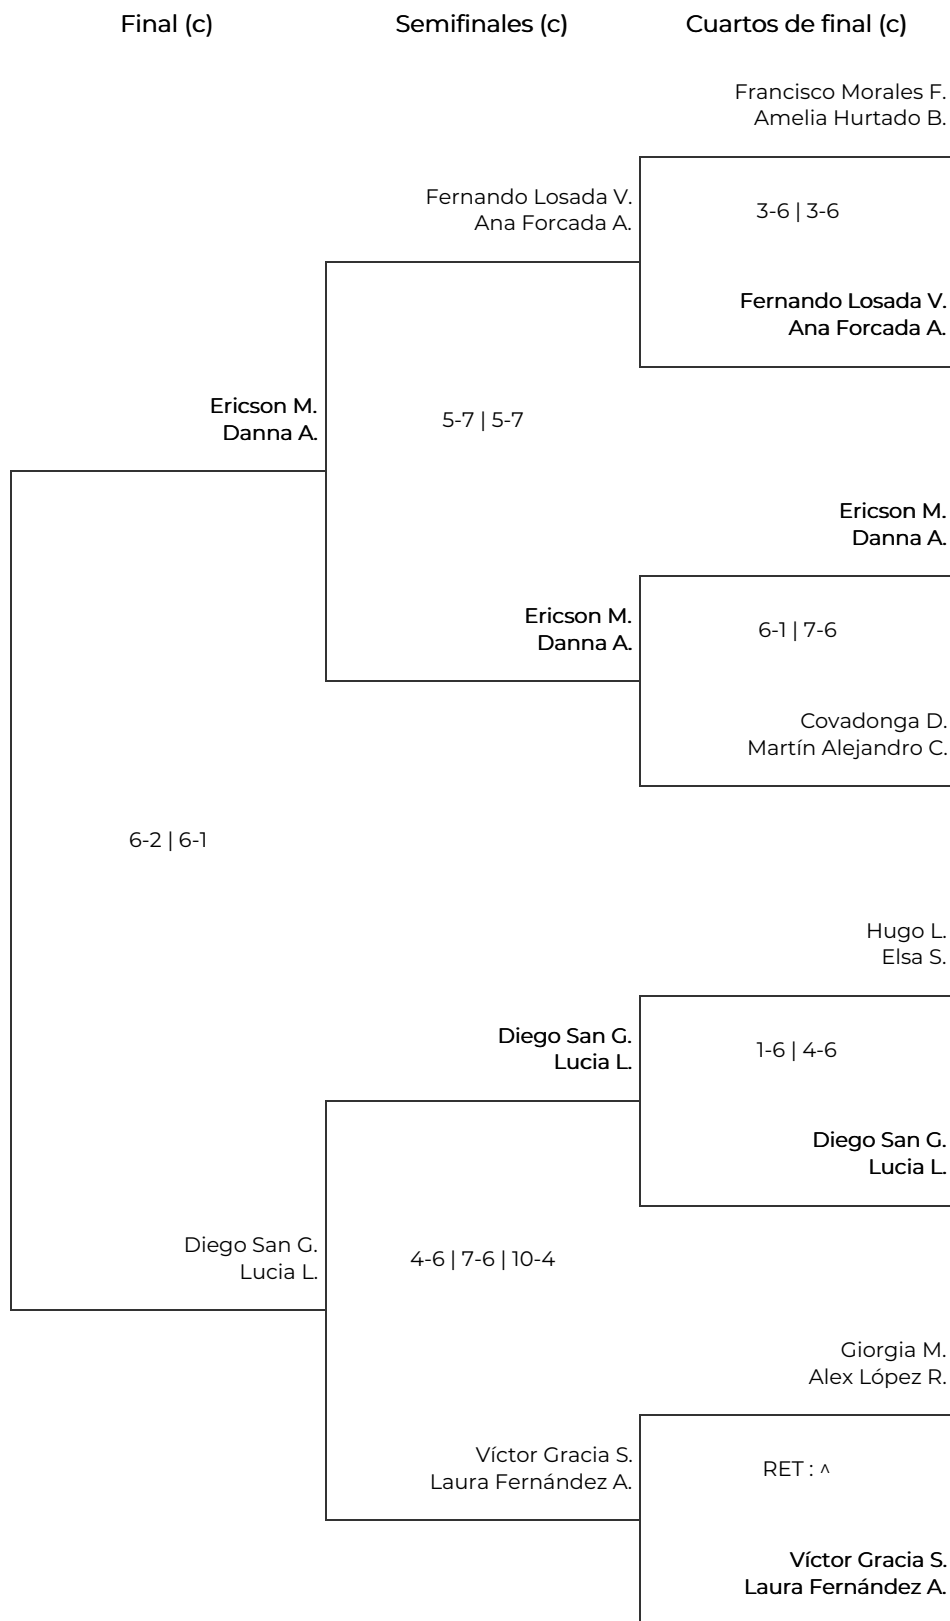 Final (c)
Semifinales (c)
Cuartos de final (c)
Francisco Morales F.
Amelia Hurtado B.
Fernando Losada V.
Ana Forcada A.
3-6 | 3-6
Fernando Losada V.
Ana Forcada A.
Ericson M.
Danna A.
5-7 | 5-7
Ericson M.
Danna A.
Ericson M.
Danna A.
6-1 | 7-6
Covadonga D.
Martín Alejandro C.
6-2 | 6-1
Hugo L.
Elsa S.
Diego San G.
Lucia L.
1-6 | 4-6
Diego San G.
Lucia L.
Diego San G.
Lucia L.
4-6 | 7-6 | 10-4
Giorgia M.
Alex López R.
Víctor Gracia S.
Laura Fernández A.
RET : ^
Víctor Gracia S.
Laura Fernández A.